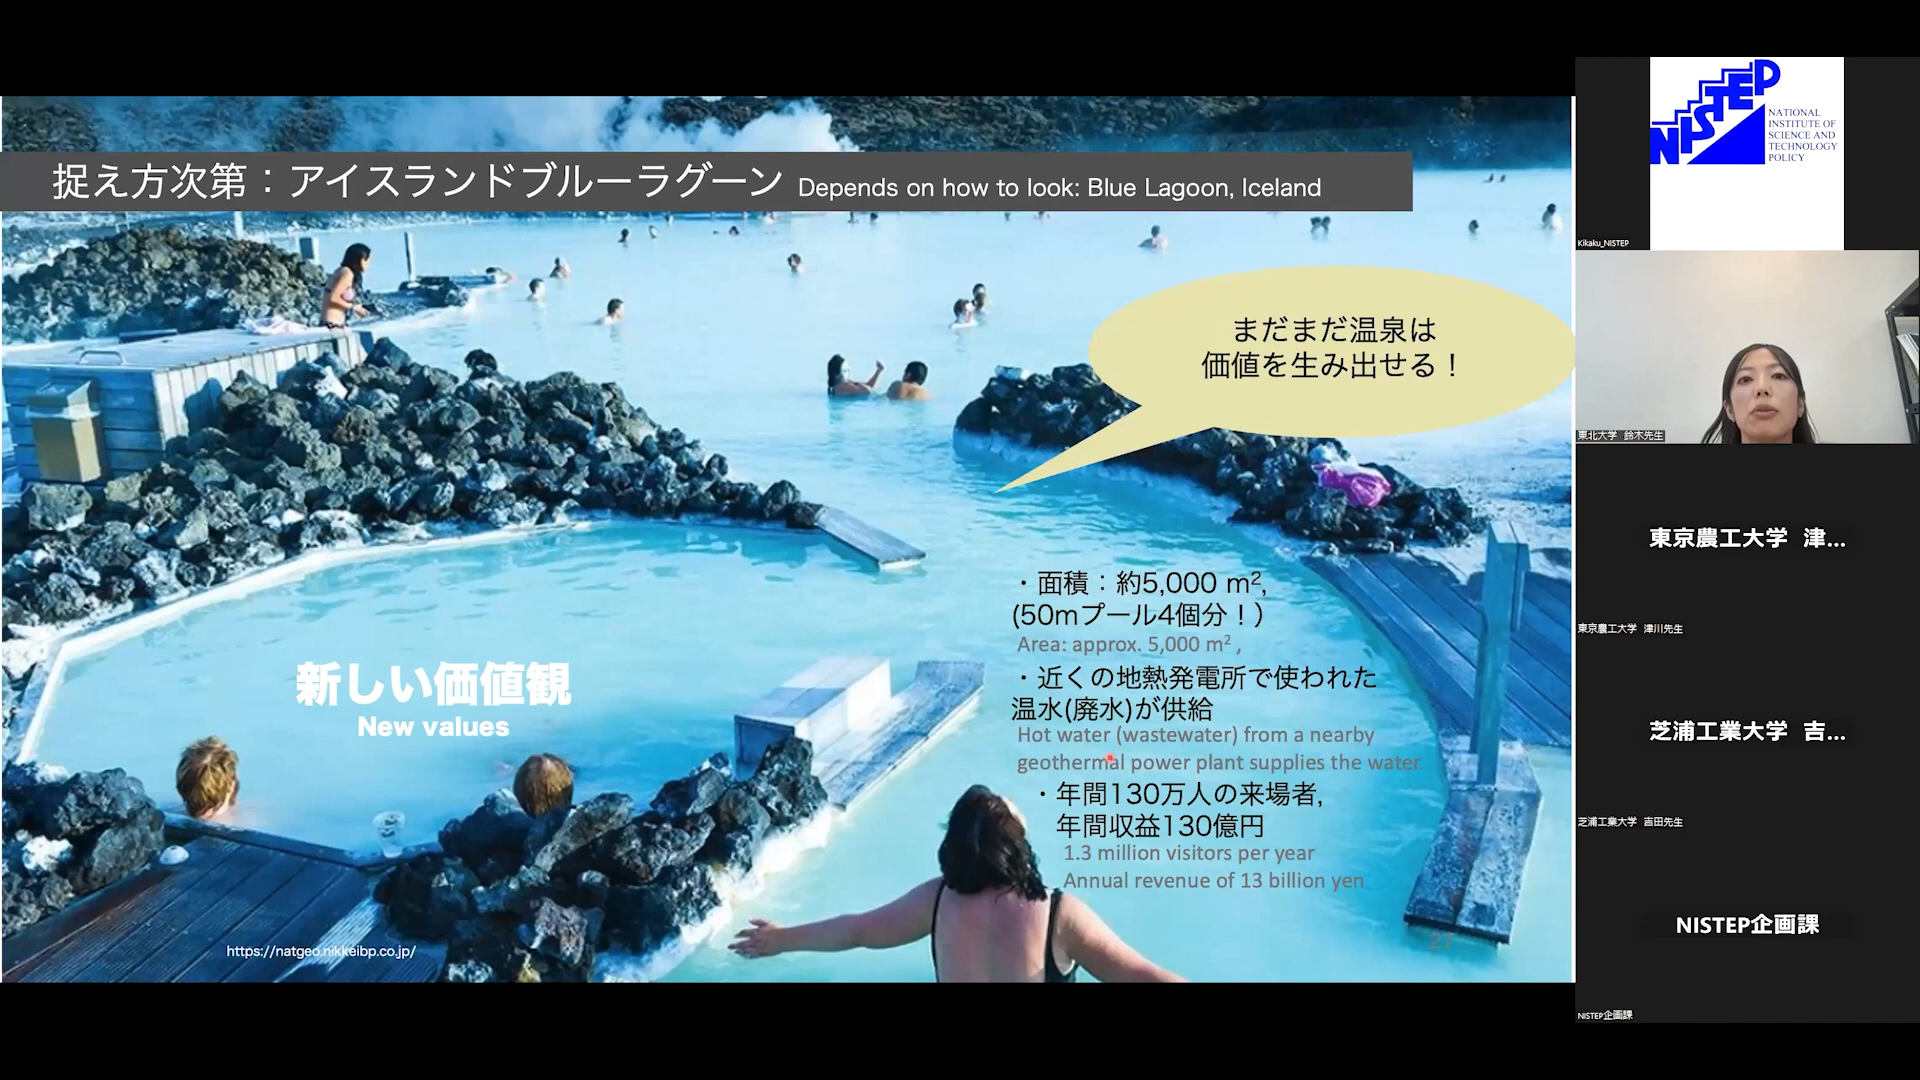 捉え方次第：アイスランドブルーラグーン Depends on how to look: Blue Lagoon, Iceland
まだまだ温泉は
価値を生み出せる！
・面積：約5,000 m²,
(50mプール4個分！)
Area: approx. 5,000 m² ,
・近くの地熱発電所で使われた
温水(廃水)が供給
Hot water (wastewater) from a nearby
geothermal power plant supplies the water.
・年間130万人の来場者,
年間収益130億円
1.3 million visitors per year
Annual revenue of 13 billion yen
新しい価値観
New values
https://natgeo.nikkeibp.co.jp/
27
NISTEP
NATIONAL
INSTITUTE OF
SCIENCE AND
TECHNOLOGY
POLICY
Kikaku_NISTEP
東北大学 鈴木先生
東京農工大学 津...
東京農工大学 津川先生
芝浦工業大学 吉...
芝浦工業大学 吉田先生
NISTEP企画課
NISTEP企画課